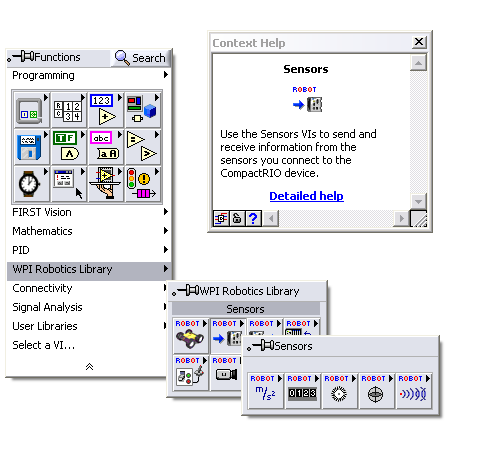 Functions
Search
Programming
123
TF
abc
a A
FIRST Vision
Mathematics
PID
WPI Robotics Library
Connectivity
Signal Analysis
User Libraries
Select a VI...
Context Help
Sensors
ROBOT
Use the Sensors VIs to send and
receive information from the
sensors you connect to the
CompactRIO device.
Detailed help
?
WPI Robotics Library
Sensors
ROBOT ROBOT ROBOT ROBOT
ROBOT ROBOT
Sensors
ROBOT ROBOT ROBOT ROBOT ROBOT
m/s² 0123